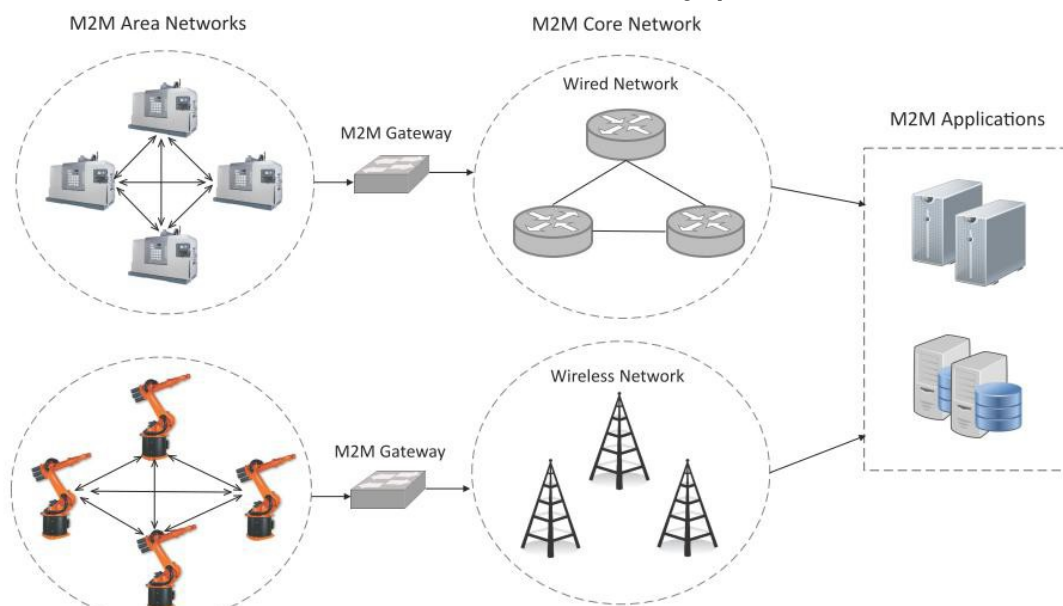 M2M Area Networks
M2M Core Network
Wired Network
M2M Gateway
M2M Applications
Wireless Network
M2M Gateway